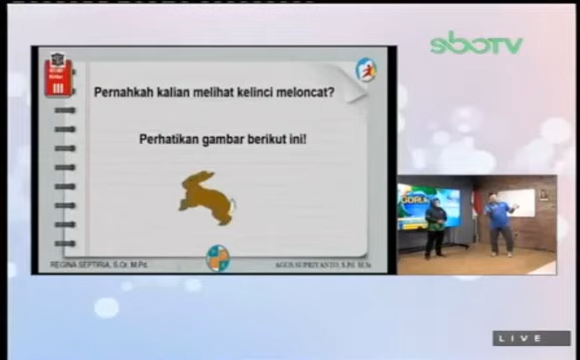 sboTV
III
Pernahkah kalian melihat kelinci meloncat?
Perhatikan gambar berikut ini!
REGINA SEPTIRIA, S.Or, M.Pd.
AGUS SUPRIYANTO, S.Pd. M.Si
LIVE